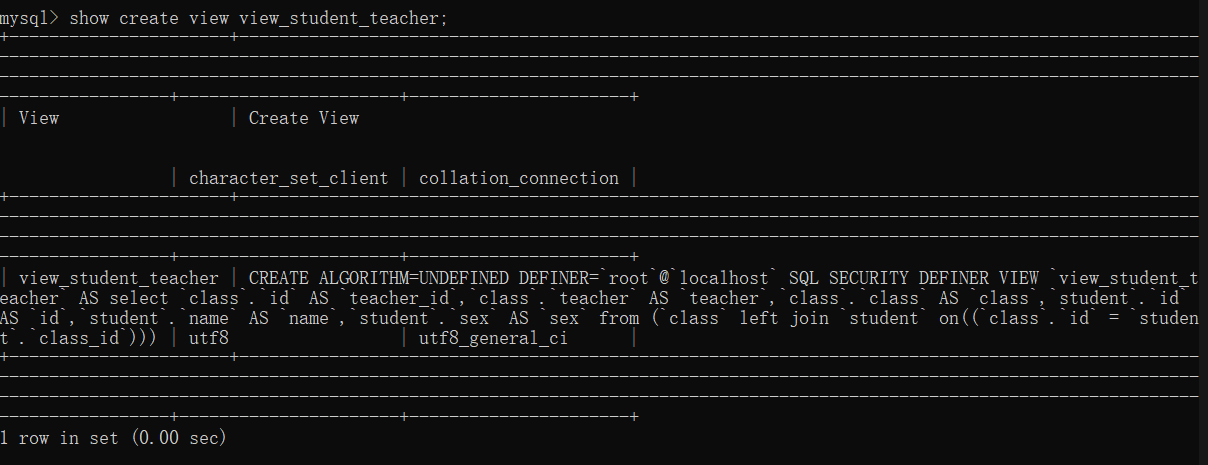 mysql> show create view view_student_teacher;
| View | Create View
| character_set_client | collation_connection |
| view_student_teacher | CREATE ALGORITHM=UNDEFINED DEFINER=`root`@`localhost` SQL SECURITY DEFINER VIEW `view_student_t
eacher` AS select `class`.`id` AS `teacher_id`,`class`.`teacher` AS `teacher`,`class`.`class` AS `class`,`student`.`id`
AS `id`,`student`.`name` AS `name`,`student`.`sex` AS `sex` from (`class` left join `student` on((`class`.`id` = `studen
t`.`class_id`))) | utf8 | utf8_general_ci |
1 row in set (0.00 sec)